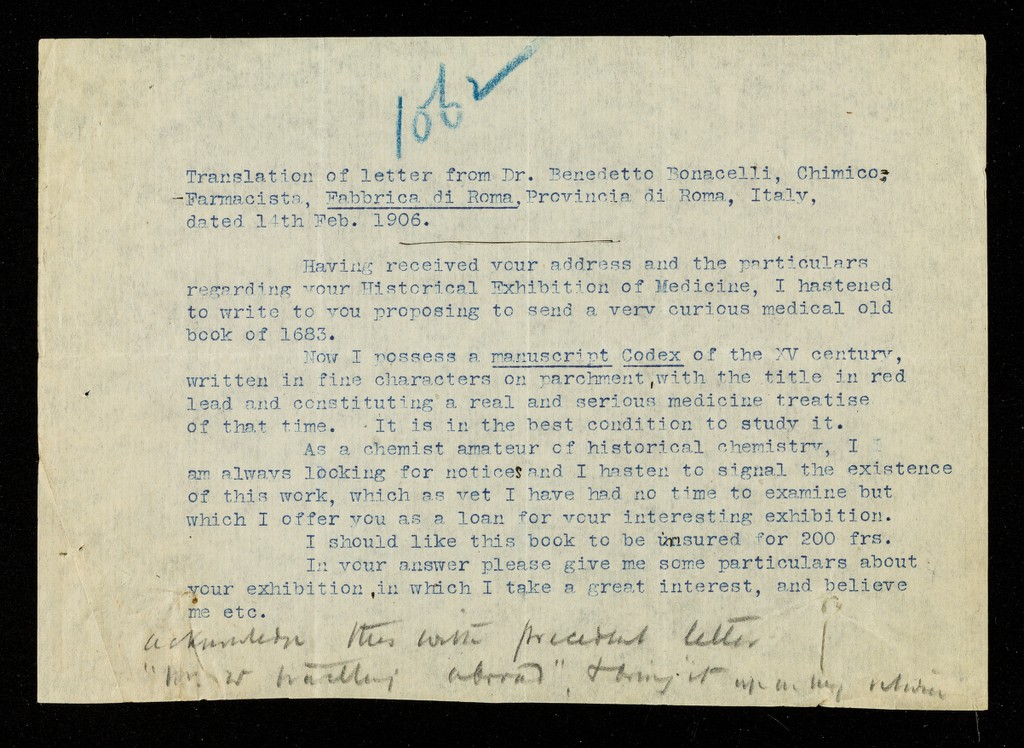 1062
Translation of letter from Dr. Benedetto Bonacelli, Chimico-
-Farmacista, Fabbrica di Roma, Provincia di Roma, Italy,
dated 14th Feb. 1906.
Having received your address and the particulars
regarding your Historical Exhibition of Medicine, I hastened
to write to you proposing to send a very curious medical old
book of 1683.
Now I possess a manuscript Codex of the XV century,
written in fine characters on parchment, with the title in red
lead and constituting a real and serious medicine treatise
of that time. It is in the best condition to study it.
As a chemist amateur of historical chemistry, I I
am always looking for notices and I hasten to signal the existence
of this work, which as yet I have had no time to examine but
which I offer you as a loan for your interesting exhibition.
I should like this book to be insured for 200 frs.
In your answer please give me some particulars about
your exhibition, in which I take a great interest, and believe
me etc.
acknowledge this with precedent letter
"Mr. W travelling abroad", & bring it up on my return